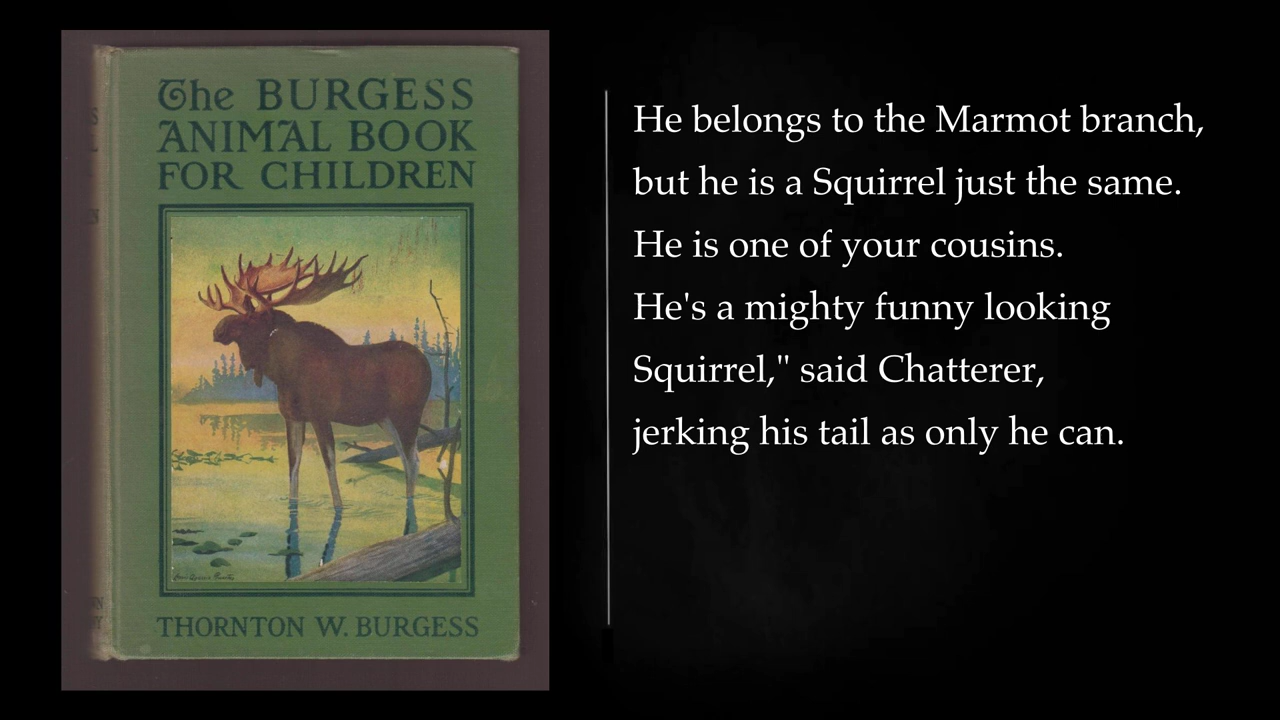 The BURGESS
ANIMAL BOOK
FOR CHILDREN
THORNTON W. BURGESS
He belongs to the Marmot branch,
but he is a Squirrel just the same.
He is one of your cousins.
He's a mighty funny looking
Squirrel," said Chatterer,
jerking his tail as only he can.